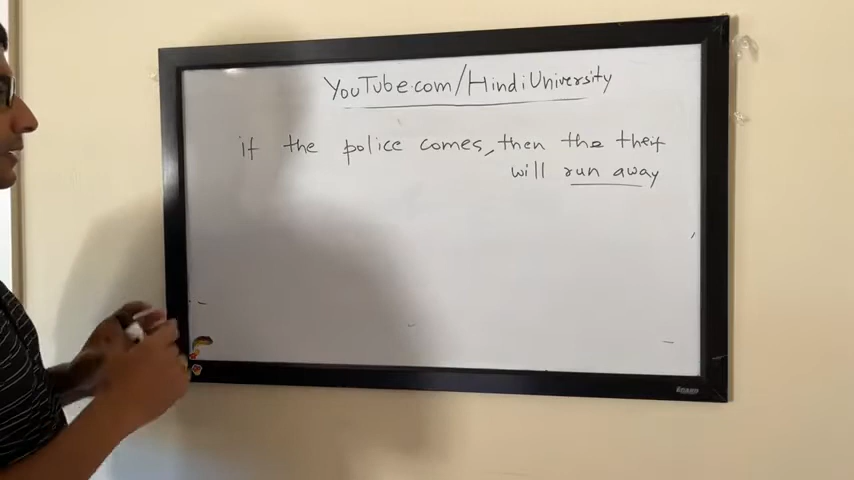 YouTube.com/HindiUniversity
if the police comes, then the theif
will run away